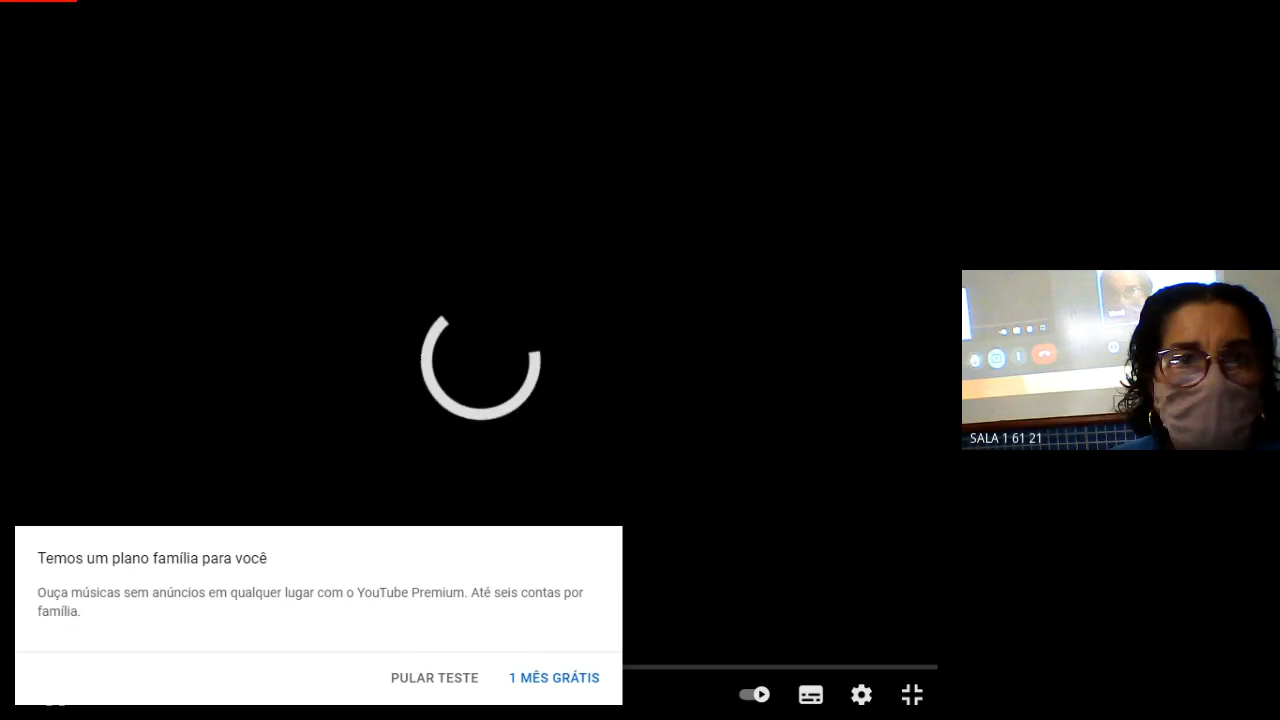 Temos um plano família para você
Ouça músicas sem anúncios em qualquer lugar com o YouTube Premium. Até seis contas por
família.
PULAR TESTE
1 MÊS GRÁTIS
SALA 1 61 21